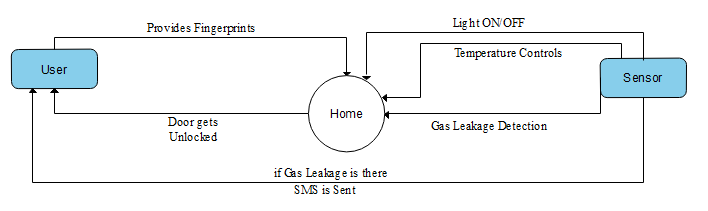 Light ON/OFF
Provides Fingerprints
Temperature Controls
User
Sensor
Home
Door gets
Unlocked
Gas Leakage Detection
if Gas Leakage is there
SMS is Sent